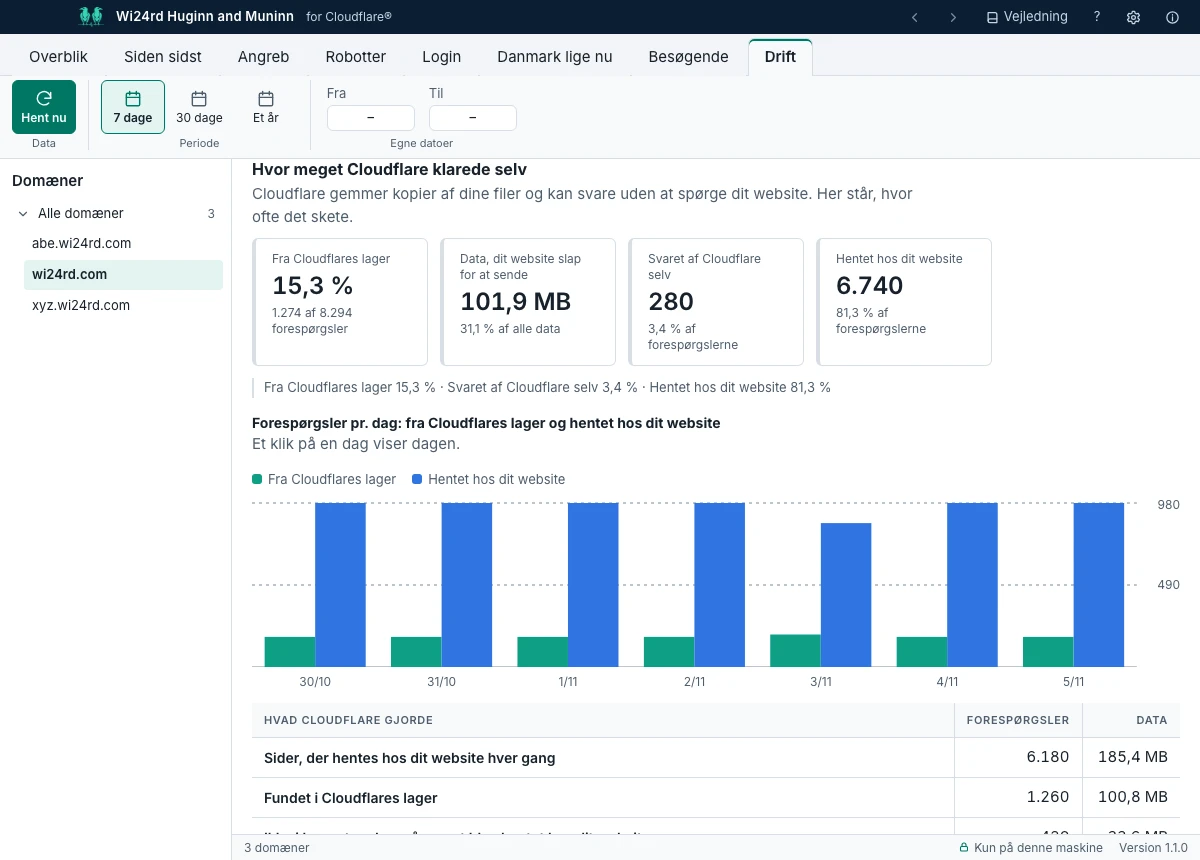 Wi24rd Huginn and Muninn for Cloudflare®
Vejledning ?
Overblik Siden sidst Angreb Robotter Login Danmark lige nu Besøgende Drift
Hent nu
Data
7 dage 30 dage Et år
Periode
Fra Til
– –
Egne datoer
Domæner
Alle domæner 3
abe.wi24rd.com
wi24rd.com
xyz.wi24rd.com
Hvor meget Cloudflare klarede selv
Cloudflare gemmer kopier af dine filer og kan svare uden at spørge dit website. Her står, hvor
ofte det skete.
Fra Cloudflares lager
15,3 %
1.274 af 8.294
forespørgsler
Data, dit website slap
for at sende
101,9 MB
31,1 % af alle data
Svaret af Cloudflare
selv
280
3,4 % af
forespørgslerne
Hentet hos dit website
6.740
81,3 % af
forespørgslerne
Fra Cloudflares lager 15,3 % · Svaret af Cloudflare selv 3,4 % · Hentet hos dit website 81,3 %
Forespørgsler pr. dag: fra Cloudflares lager og hentet hos dit website
Et klik på en dag viser dagen.
Fra Cloudflares lager Hentet hos dit website
980
490
30/10 31/10 1/11 2/11 3/11 4/11 5/11
HVAD CLOUDFLARE GJORDE FORESPØRGSLER DATA
Sider, der hentes hos dit website hver gang 6.180 185,4 MB
Fundet i Cloudflares lager 1.260 100,8 MB
3 domæner Kun på denne maskine Version 1.1.0